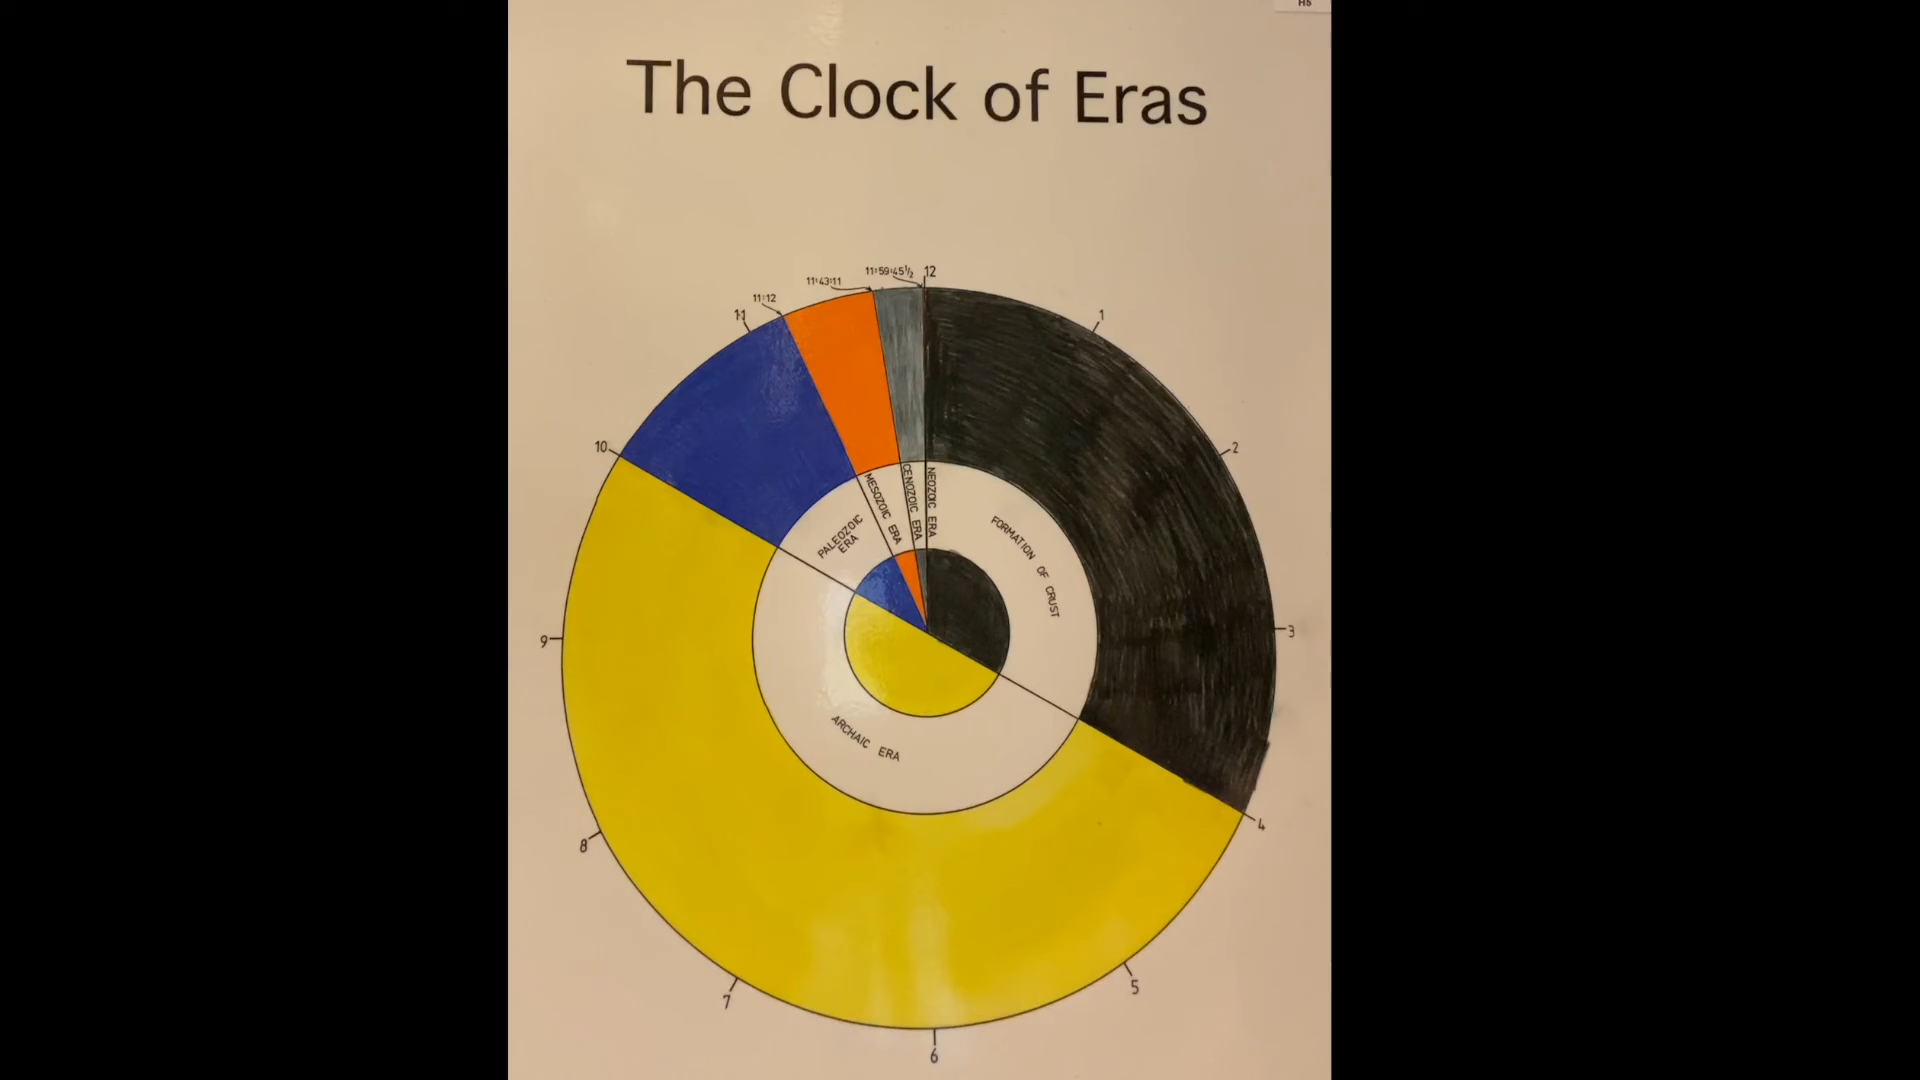 H5
The Clock of Eras
11:59:45½
12
11:43:11
11:12
11
1
10
2
MESOZOIC ERA
CENOZOIC ERA
NEOZOIC ERA
PALEOZOIC
ERA
FORMATION OF CRUST
9
3
ARCHAIC ERA
4
8
5
7
6